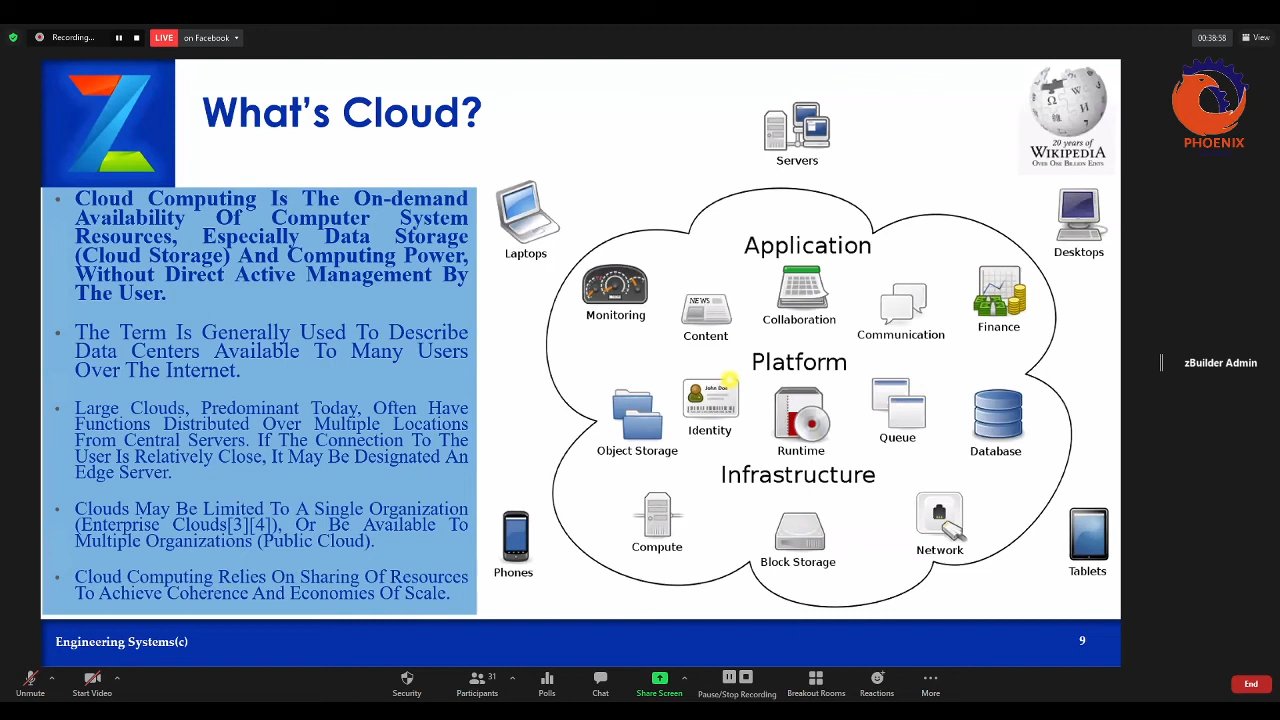 Recording...
LIVE
on Facebook
00:38:58
View
What's Cloud?
Servers
20 years of
WIKIPEDIA
Over One Billion Edits
PHOENIX
• Cloud Computing Is The On-demand
Availability Of Computer System
Resources, Especially Data Storage
(Cloud Storage) And Computing Power,
Without Direct Active Management By
The User.
• The Term Is Generally Used To Describe
Data Centers Available To Many Users
Over The Internet.
• Large Clouds, Predominant Today, Often Have
Functions Distributed Over Multiple Locations
From Central Servers. If The Connection To The
User Is Relatively Close, It May Be Designated An
Edge Server.
• Clouds May Be Limited To A Single Organization
(Enterprise Clouds[3][4]), Or Be Available To
Multiple Organizations (Public Cloud).
• Cloud Computing Relies On Sharing Of Resources
To Achieve Coherence And Economies Of Scale.
Laptops
Desktops
Application
Monitoring
NEWS
Content
Collaboration
Communication
Finance
Platform
zBuilder Admin
John Doe
Object Storage
Identity
Runtime
Queue
Database
Infrastructure
Compute
Block Storage
Network
Phones
Tablets
Engineering Systems(c)
9
Unmute
Start Video
Security
Participants
31
Polls
Chat
Share Screen
Pause/Stop Recording
Breakout Rooms
Reactions
More
End